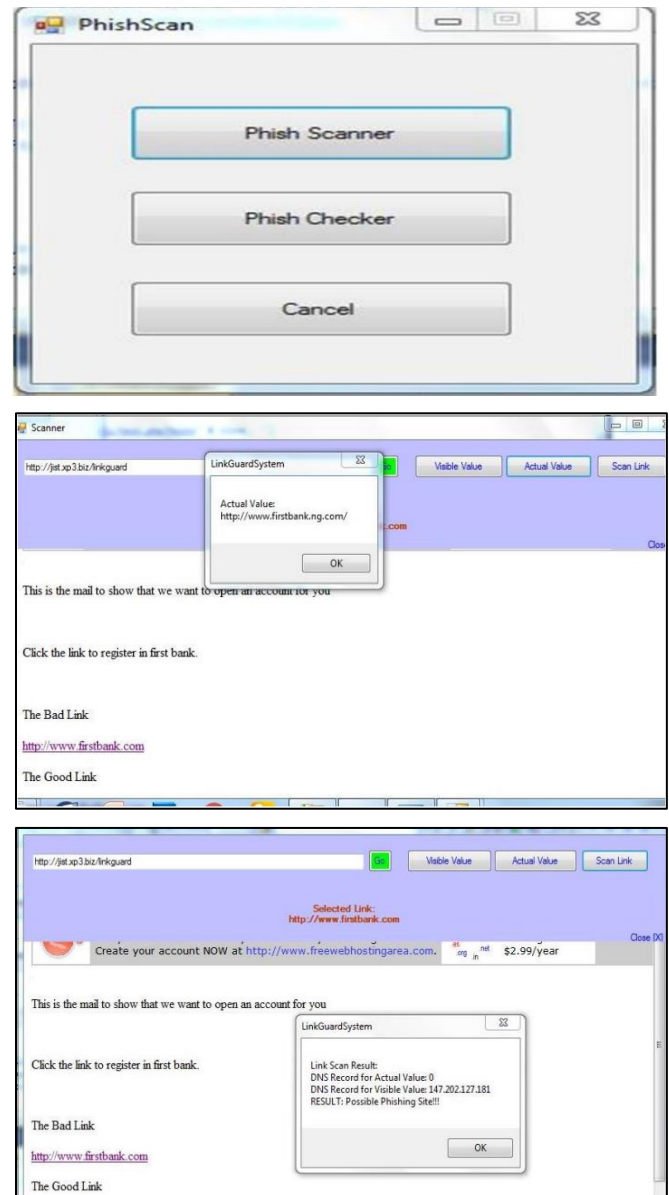 PhishScan
Phish Scanner
Phish Checker
Cancel
Scanner
http://jist.xp3.biz/linkguard
Visible Value
Actual Value
Scan Link
LinkGuardSystem
Actual Value:
http://www.firstbank.ng.com/
OK
.com
This is the mail to show that we want to open an account for you
Click the link to register in first bank.
The Bad Link
http://www.firstbank.com
The Good Link
http://jist.xp3.biz/linkguard
Go
Visible Value
Actual Value
Scan Link
Selected Link:
http://www.firstbank.com
Close [X]
Create your account NOW at http://www.freewebhostingarea.com.
.org
.net
in
$2.99/year
This is the mail to show that we want to open an account for you
LinkGuardSystem
Click the link to register in first bank.
Link Scan Result:
DNS Record for Actual Value: 0
DNS Record for Visible Value: 147.202.127.181
RESULT: Possible Phishing Site!!!
OK
The Bad Link
http://www.firstbank.com
The Good Link